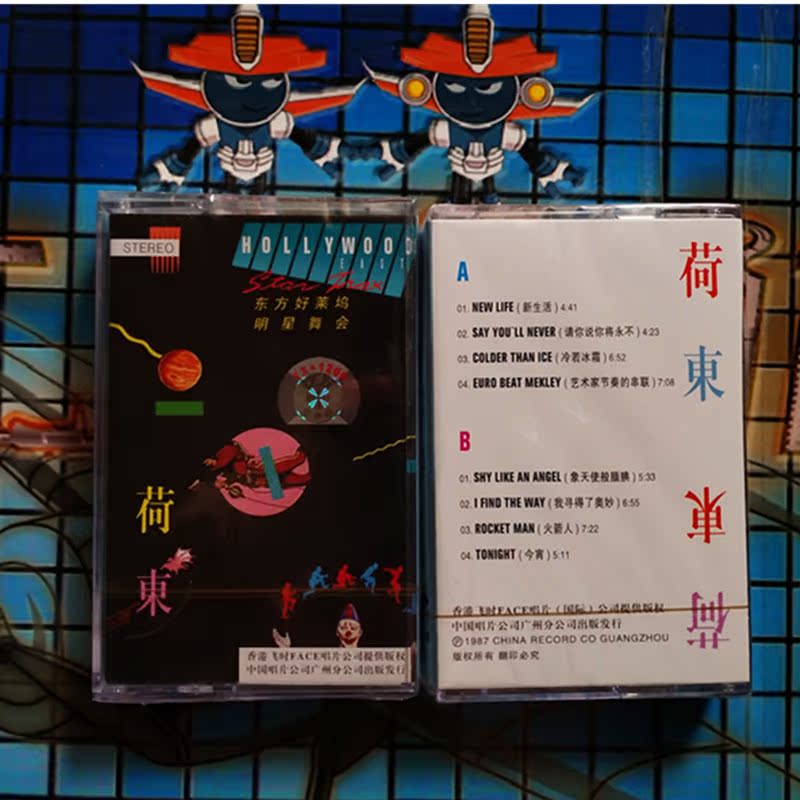 STEREO
HOLLYWOOD
EAST
Star Trax
东方好莱坞
明星舞会
荷
東
香港飞时FACE唱片公司提供版权
中国唱片公司广州分公司出版发行
A
01. NEW LIFE ( 新生活 ) 4:41
02. SAY YOU`LL NEVER ( 请你说你将永不 ) 4:23
03. COLDER THAN ICE ( 冷若冰霜 ) 6:52
04. EURO BEAT MEKLEY ( 艺术家节奏的串联 ) 7:08
B
01. SHY LIKE AN ANGEL ( 象天使般腼腆 ) 5:33
02. I FIND THE WAY ( 我寻得了奥妙 ) 6:55
03. ROCKET MAN ( 火箭人 ) 7:22
04. TONIGHT ( 今宵 ) 5:11
荷
東
東
荷
香港飞时FACE唱片（国际）公司提供版权
中国唱片公司广州分公司出版发行
Ⓟ1987 CHINA RECORD CO GUANGZHOU
版权所有 翻印必究